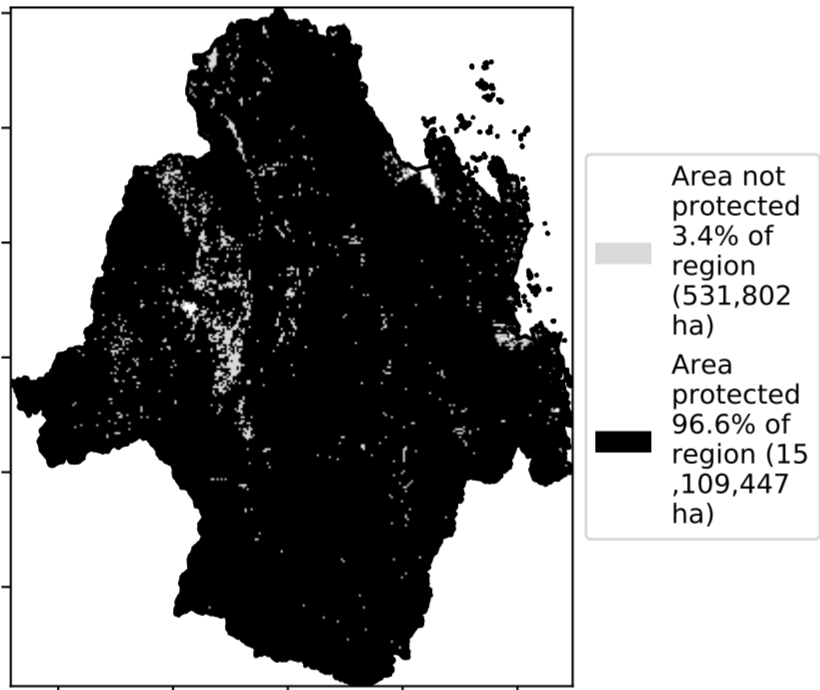 Area not
protected
3.4% of
region
(531,802
ha)
Area
protected
96.6% of
region (15
,109,447
ha)